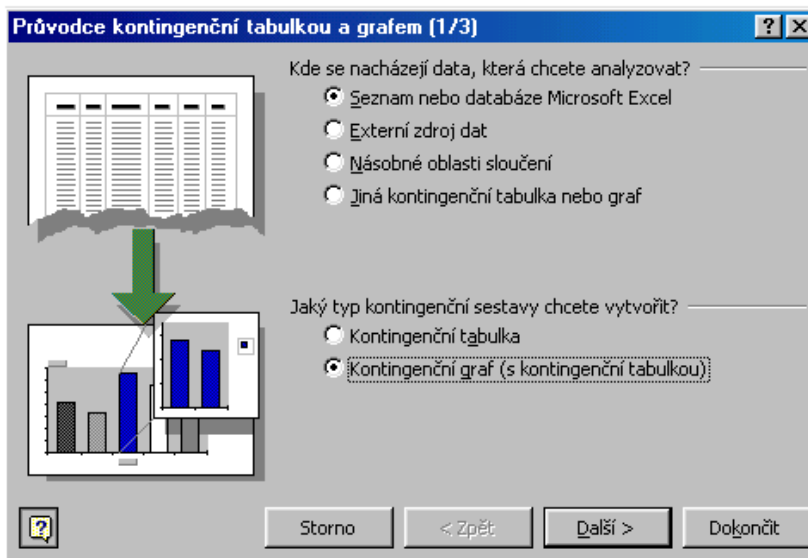 Průvodce kontingenční tabulkou a grafem (1/3)
Kde se nacházejí data, která chcete analyzovat?
Seznam nebo databáze Microsoft Excel
Externí zdroj dat
Násobné oblasti sloučení
Jiná kontingenční tabulka nebo graf
Jaký typ kontingenční sestavy chcete vytvořit?
Kontingenční tabulka
Kontingenční graf (s kontingenční tabulkou)
Storno
< Zpět
Další >
Dokončit